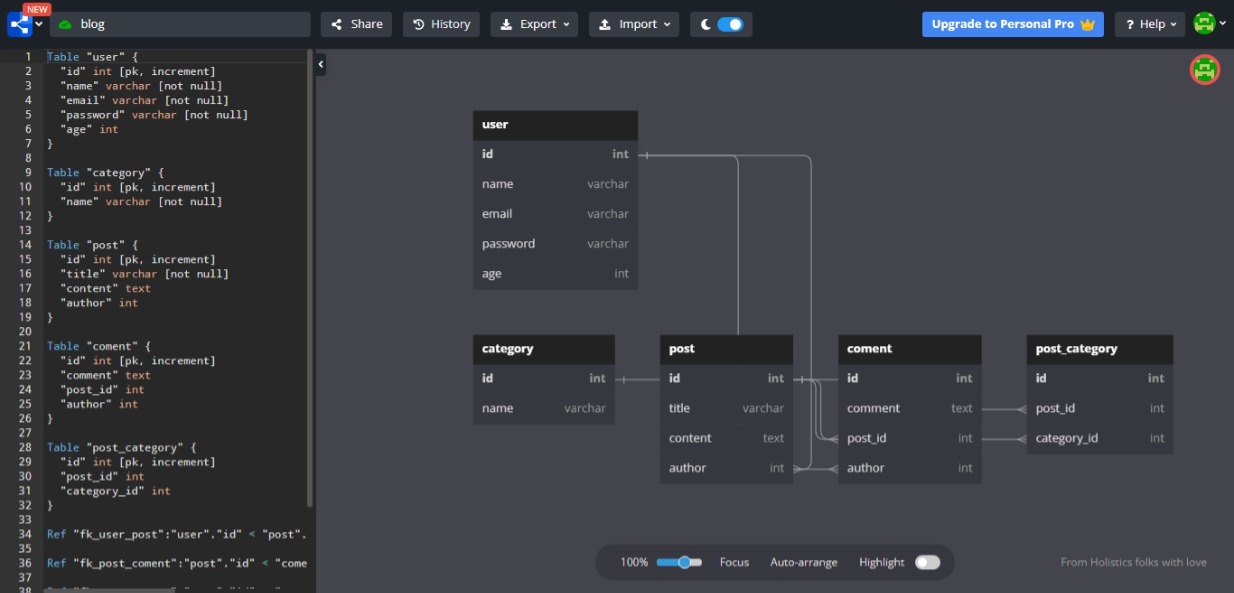 NEW
blog
Share
History
Export
Import
Upgrade to Personal Pro
? Help
1 Table "user" {
2 "id" int [pk, increment]
3 "name" varchar [not null]
4 "email" varchar [not null]
5 "password" varchar [not null]
6 "age" int
7 }
8
9 Table "category" {
10 "id" int [pk, increment]
11 "name" varchar [not null]
12 }
13
14 Table "post" {
15 "id" int [pk, increment]
16 "title" varchar [not null]
17 "content" text
18 "author" int
19 }
20
21 Table "coment" {
22 "id" int [pk, increment]
23 "comment" text
24 "post_id" int
25 "author" int
26 }
27
28 Table "post_category" {
29 "id" int [pk, increment]
30 "post_id" int
31 "category_id" int
32 }
33
34 Ref "fk_user_post":"user"."id" < "post".
35
36 Ref "fk_post_coment":"post"."id" < "come
37
38
user
id int
name varchar
email varchar
password varchar
age int
category
id int
name varchar
post
id int
title varchar
content text
author int
coment
id int
comment text
post_id int
author int
post_category
id int
post_id int
category_id int
100% Focus Auto-arrange Highlight
From Holistics folks with love